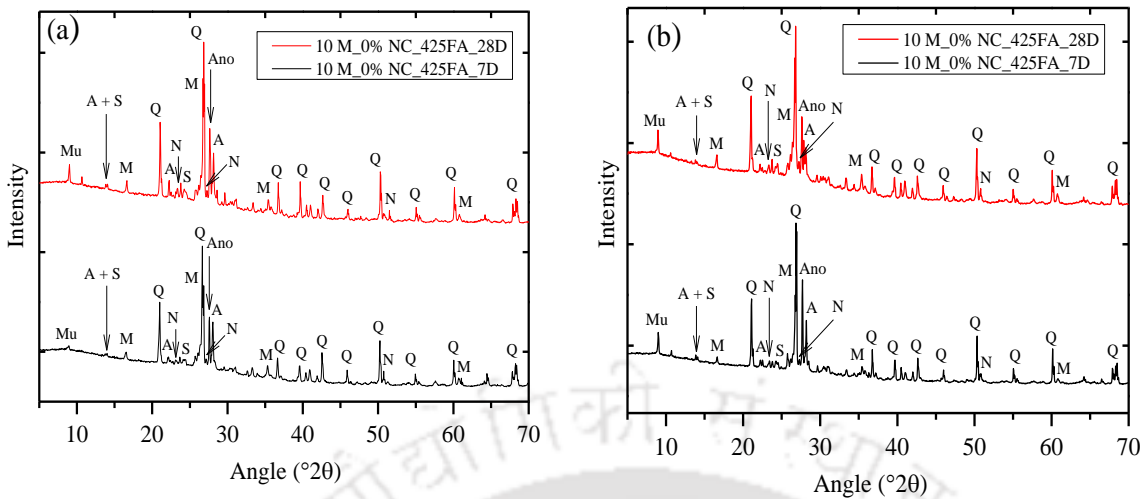 (a)
10 M_0% NC_425FA_28D
10 M_0% NC_425FA_7D
Q
Ano
M
A + S
Q
N
A
N
Mu
M
A
S
M
Q
Q
Q
Q
Q
N
Q
Q
M
Q
Q
Ano
A + S
Q
M
N
A
N
Mu
M
A
S
M
Q
Q
Q
Q
Q
N
Q
Q
M
Q
Intensity
10 20 30 40 50 60 70
Angle (°2θ)
(b)
10 M_0% NC_425FA_28D
10 M_0% NC_425FA_7D
Q
Q
N
Ano
N
A + S
M
A
Mu
M
A
S
M
Q
Q
Q
Q
Q
N
Q
Q
M
Q
Q
Q
N
Ano
N
A + S
M
A
Mu
M
A
S
M
Q
Q
Q
Q
Q
N
Q
Q
M
Q
Intensity
10 20 30 40 50 60 70
Angle (°2θ)